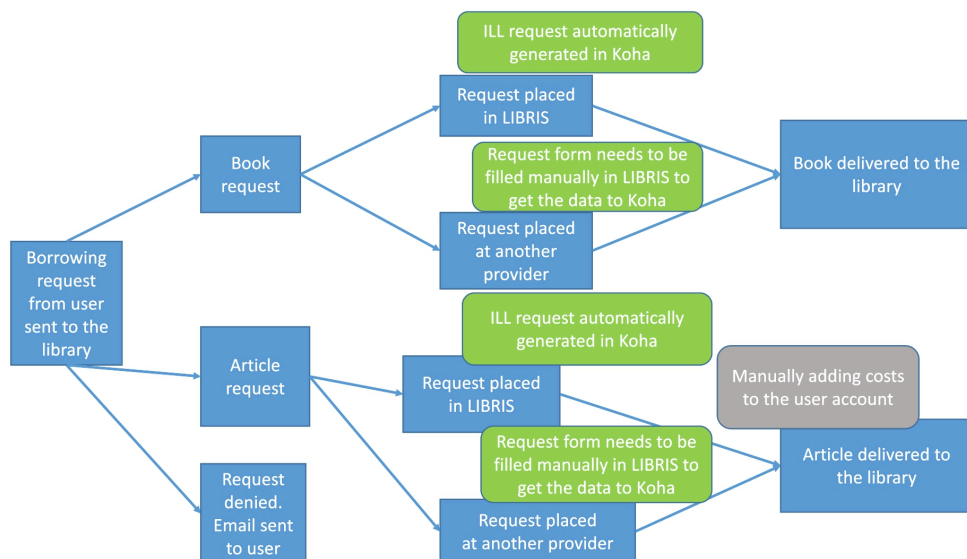 ILL request automatically
generated in Koha
Request placed
in LIBRIS
Book
request
Request form needs to be
filled manually in LIBRIS to
get the data to Koha
Book delivered to the
library
Request placed
at another
provider
Borrowing
request
from user
sent to the
library
ILL request automatically
generated in Koha
Article
request
Request placed
in LIBRIS
Manually adding costs
to the user account
Request form needs to be
filled manually in LIBRIS to
get the data to Koha
Article delivered to
the library
Request
denied.
Email sent
to user
Request placed
at another provider